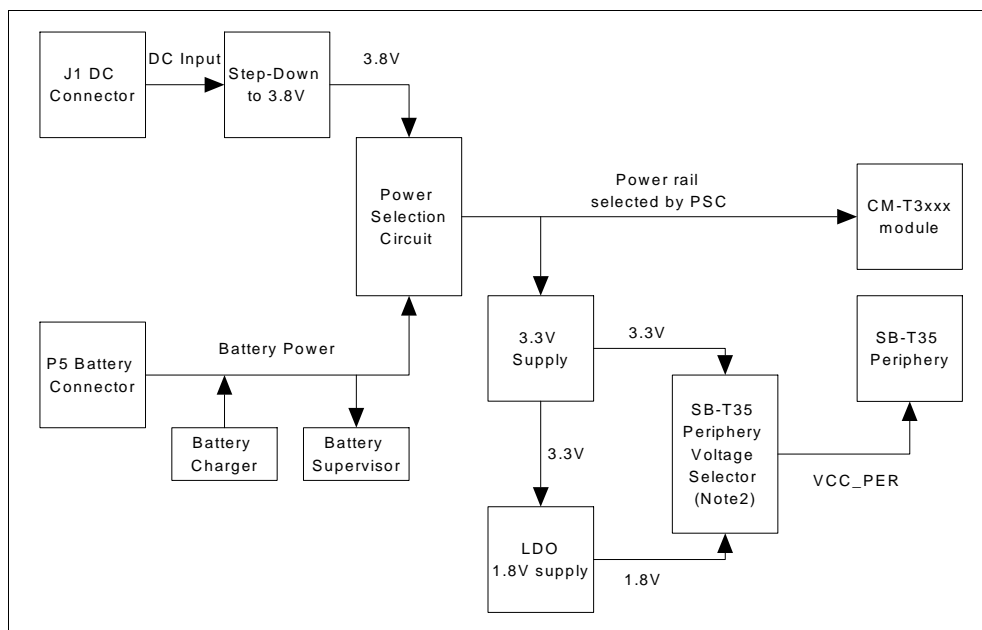 J1 DC
Connector
DC Input
Step-Down
to 3.8V
3.8V
Power
Selection
Circuit
Power rail
selected by PSC
CM-T3xxx
module
P5 Battery
Connector
Battery Power
Battery
Charger
Battery
Supervisor
3.3V
Supply
3.3V
3.3V
LDO
1.8V supply
1.8V
SB-T35
Periphery
Voltage
Selector
(Note2)
VCC_PER
SB-T35
Periphery